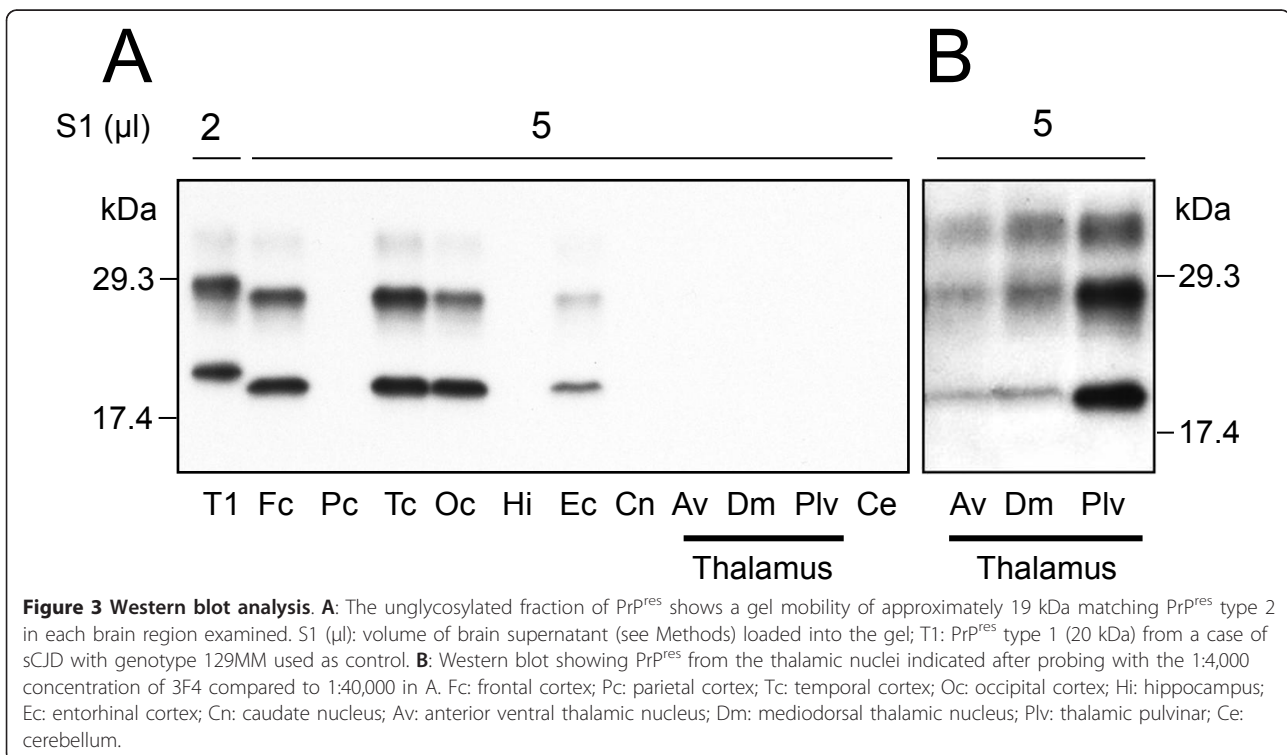 A
B
S1 (µl) 2 5
5
kDa
kDa
29.3
29.3
17.4
17.4
T1 Fc Pc Tc Oc Hi Ec Cn Av Dm Plv Ce
Av Dm Plv
Thalamus
Thalamus
Figure 3 Western blot analysis. A: The unglycosylated fraction of PrPres shows a gel mobility of approximately 19 kDa matching PrPres type 2
in each brain region examined. S1 (µl): volume of brain supernatant (see Methods) loaded into the gel; T1: PrPres type 1 (20 kDa) from a case of
sCJD with genotype 129MM used as control. B: Western blot showing PrPres from the thalamic nuclei indicated after probing with the 1:4,000
concentration of 3F4 compared to 1:40,000 in A. Fc: frontal cortex; Pc: parietal cortex; Tc: temporal cortex; Oc: occipital cortex; Hi: hippocampus;
Ec: entorhinal cortex; Cn: caudate nucleus; Av: anterior ventral thalamic nucleus; Dm: mediodorsal thalamic nucleus; Plv: thalamic pulvinar; Ce:
cerebellum.